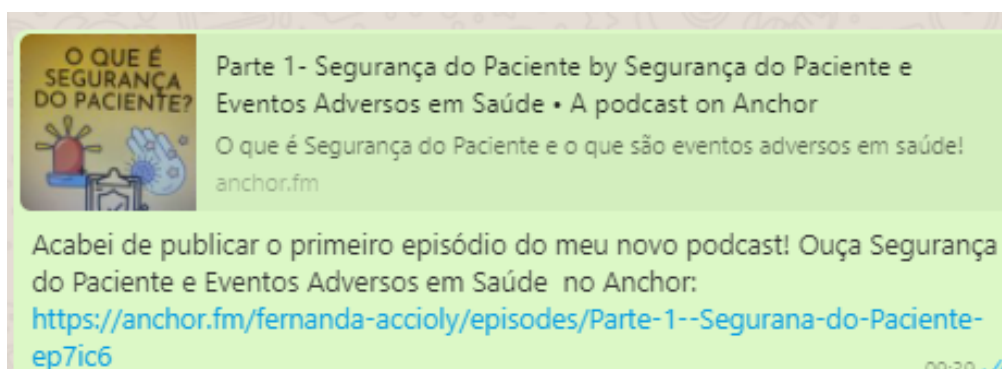 O QUE É
SEGURANÇA
DO PACIENTE?
Parte 1- Segurança do Paciente by Segurança do Paciente e
Eventos Adversos em Saúde • A podcast on Anchor
O que é Segurança do Paciente e o que são eventos adversos em saúde!
anchor.fm
Acabei de publicar o primeiro episódio do meu novo podcast! Ouça Segurança
do Paciente e Eventos Adversos em Saúde no Anchor:
https://anchor.fm/fernanda-accioly/episodes/Parte-1--Segurana-do-Paciente-
ep7ic6